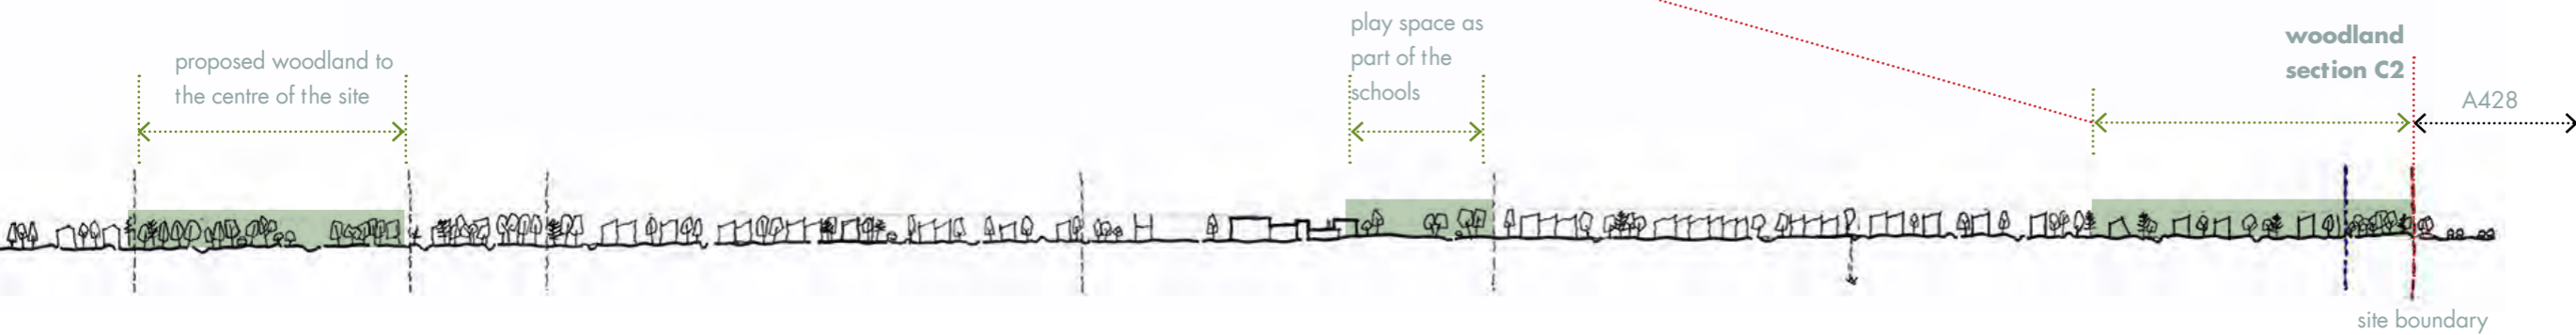 proposed woodland to
the centre of the site
play space as
part of the
schools
woodland
section C2
A428
site boundary